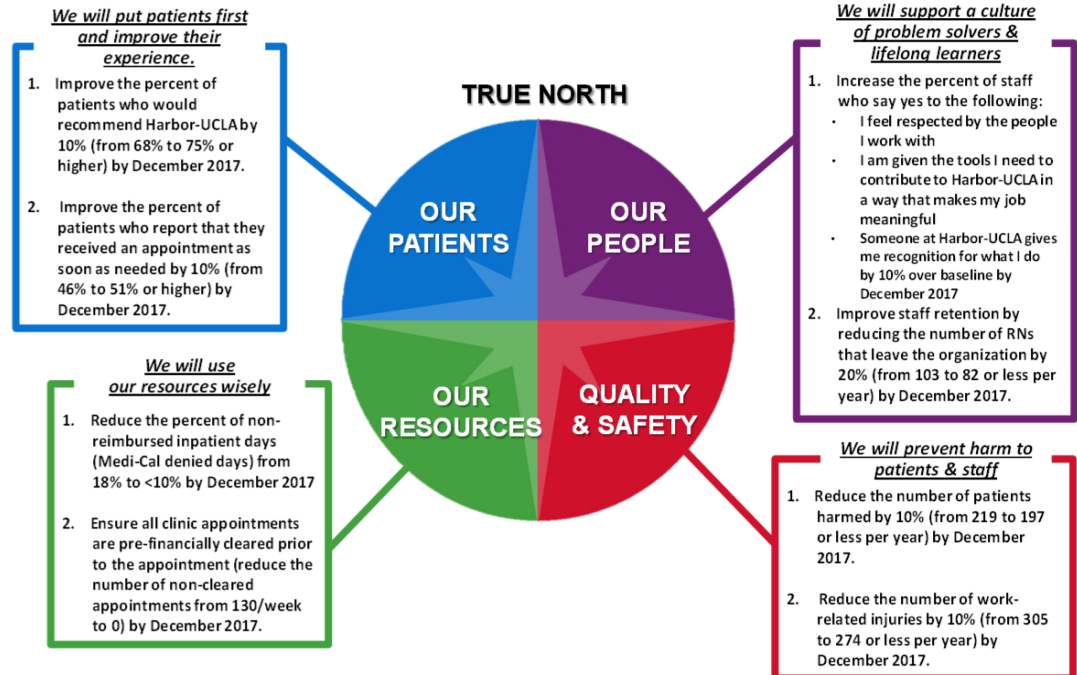 We will put patients first
and improve their
experience.
1. Improve the percent of
patients who would
recommend Harbor-UCLA by
10% (from 68% to 75% or
higher) by December 2017.
2. Improve the percent of
patients who report that they
received an appointment as
soon as needed by 10% (from
46% to 51% or higher) by
December 2017.
TRUE NORTH
OUR
PATIENTS
OUR
PEOPLE
OUR
RESOURCES
QUALITY
& SAFETY
We will support a culture
of problem solvers &
lifelong learners
1. Increase the percent of staff
who say yes to the following:
· I feel respected by the people
I work with
· I am given the tools I need to
contribute to Harbor-UCLA in
a way that makes my job
meaningful
· Someone at Harbor-UCLA gives
me recognition for what I do
by 10% over baseline by
December 2017
2. Improve staff retention by
reducing the number of RNs
that leave the organization by
20% (from 103 to 82 or less per
year) by December 2017.
We will use
our resources wisely
1. Reduce the percent of non-
reimbursed inpatient days
(Medi-Cal denied days) from
18% to <10% by December 2017
2. Ensure all clinic appointments
are pre-financially cleared prior
to the appointment (reduce the
number of non-cleared
appointments from 130/week
to 0) by December 2017.
We will prevent harm to
patients & staff
1. Reduce the number of patients
harmed by 10% (from 219 to 197
or less per year) by December
2017.
2. Reduce the number of work-
related injuries by 10% (from 305
to 274 or less per year) by
December 2017.